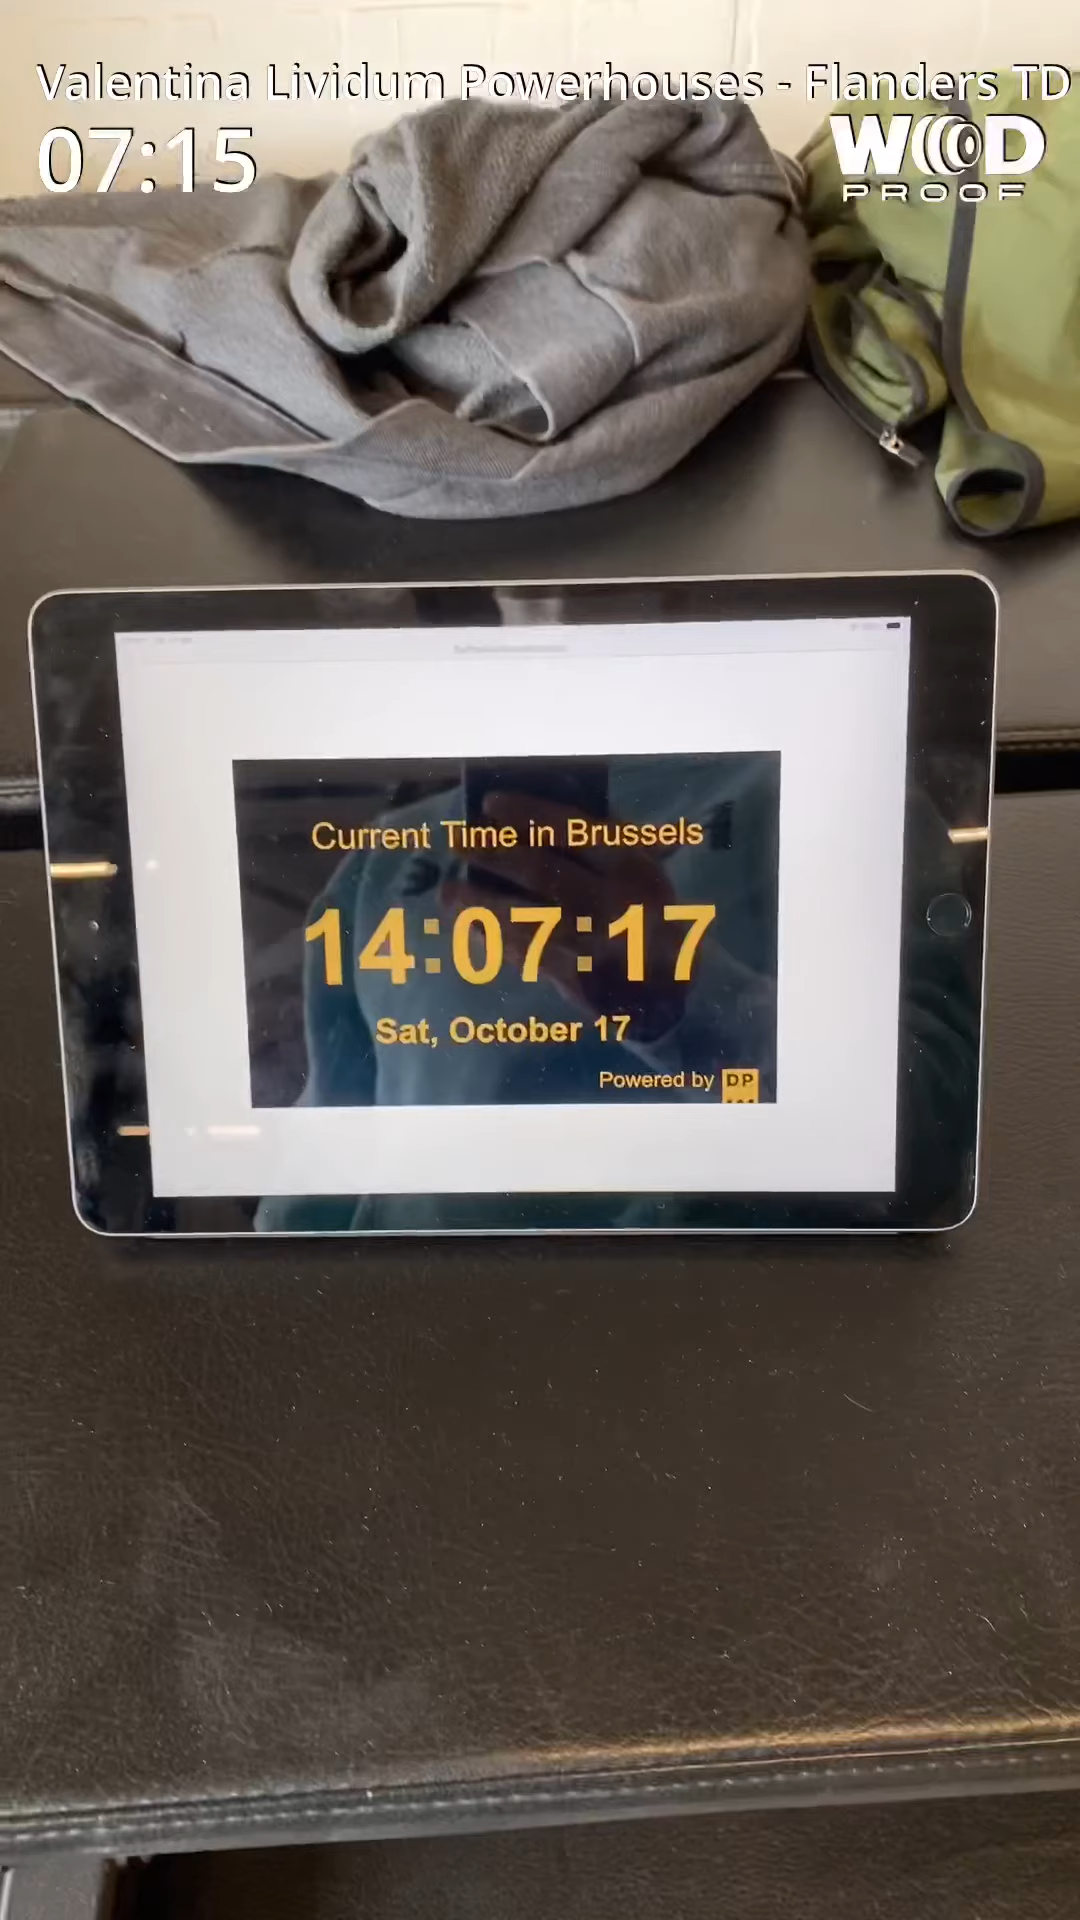 Valentina Lividum Powerhouses - Flanders TD
07:15
WOD
PROOF
Current Time in Brussels
14:07:17
Sat, October 17
Powered by DP